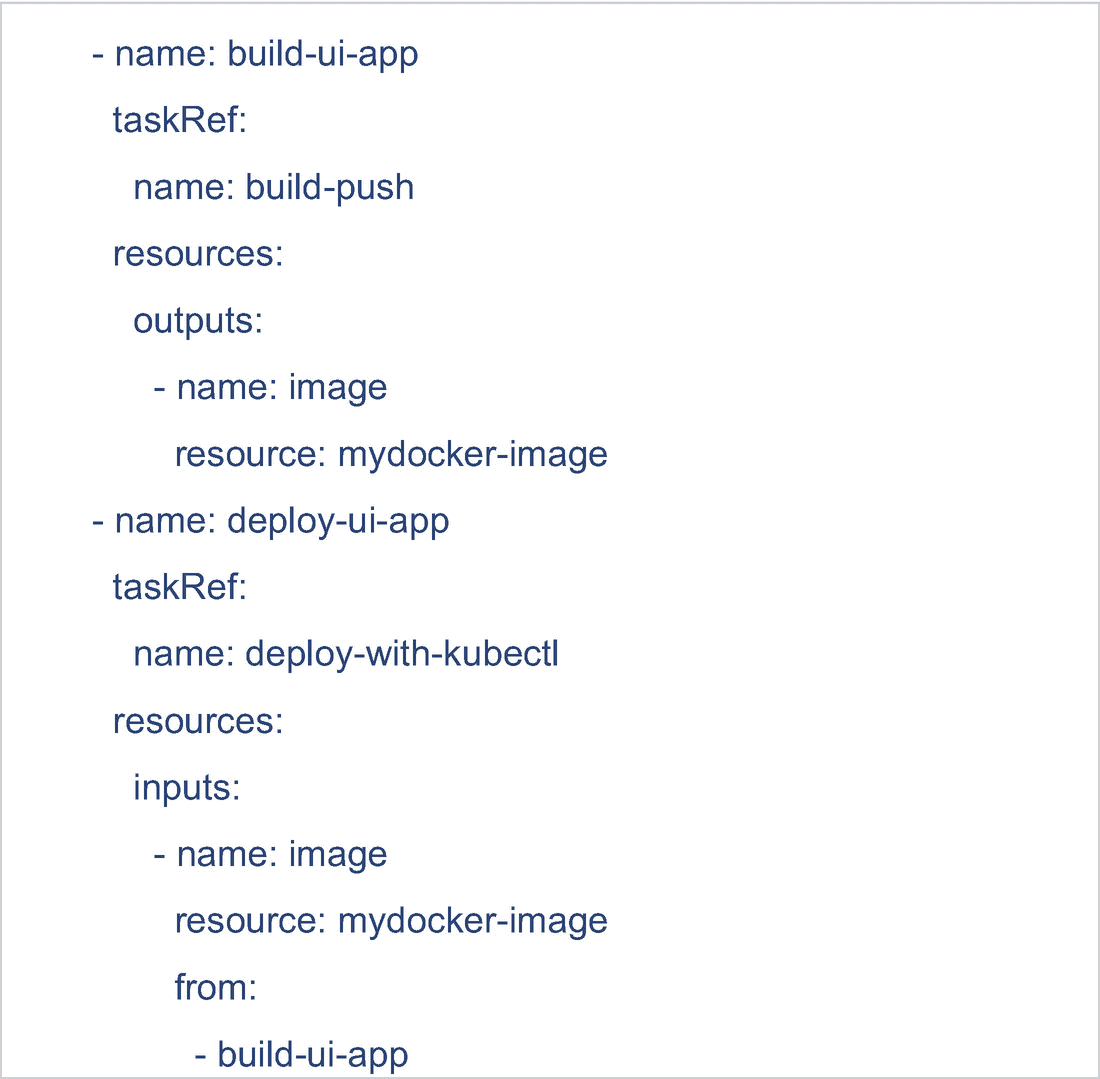 - name: build-ui-app
taskRef:
name: build-push
resources:
outputs:
- name: image
resource: mydocker-image
- name: deploy-ui-app
taskRef:
name: deploy-with-kubectl
resources:
inputs:
- name: image
resource: mydocker-image
from:
- build-ui-app